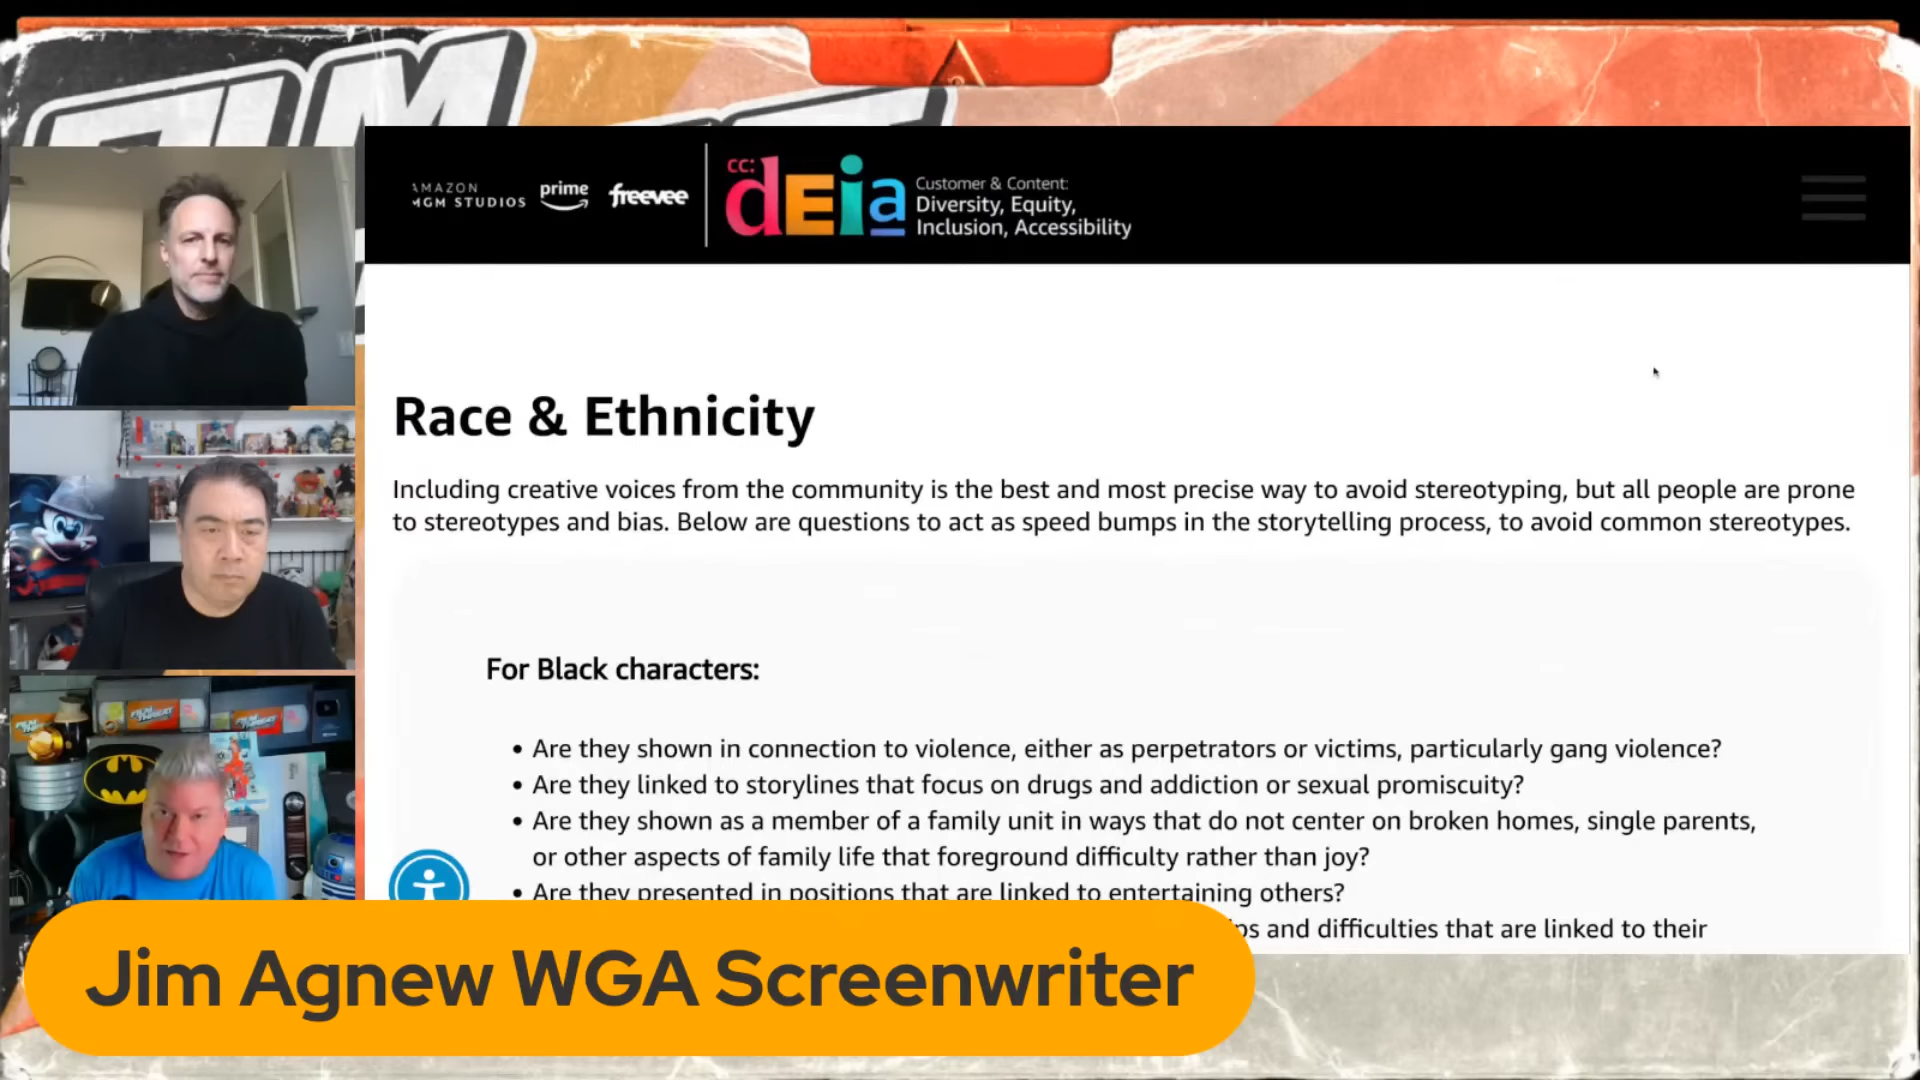 FILM
AMAZON
MGM STUDIOS
prime
freevee
CC:
dEia
Customer & Content:
Diversity, Equity,
Inclusion, Accessibility
Race & Ethnicity
Including creative voices from the community is the best and most precise way to avoid stereotyping, but all people are prone
to stereotypes and bias. Below are questions to act as speed bumps in the storytelling process, to avoid common stereotypes.
For Black characters:
• Are they shown in connection to violence, either as perpetrators or victims, particularly gang violence?
• Are they linked to storylines that focus on drugs and addiction or sexual promiscuity?
• Are they shown as a member of a family unit in ways that do not center on broken homes, single parents,
or other aspects of family life that foreground difficulty rather than joy?
• Are they presented in positions that are linked to entertaining others?
and difficulties that are linked to their
Jim Agnew WGA Screenwriter